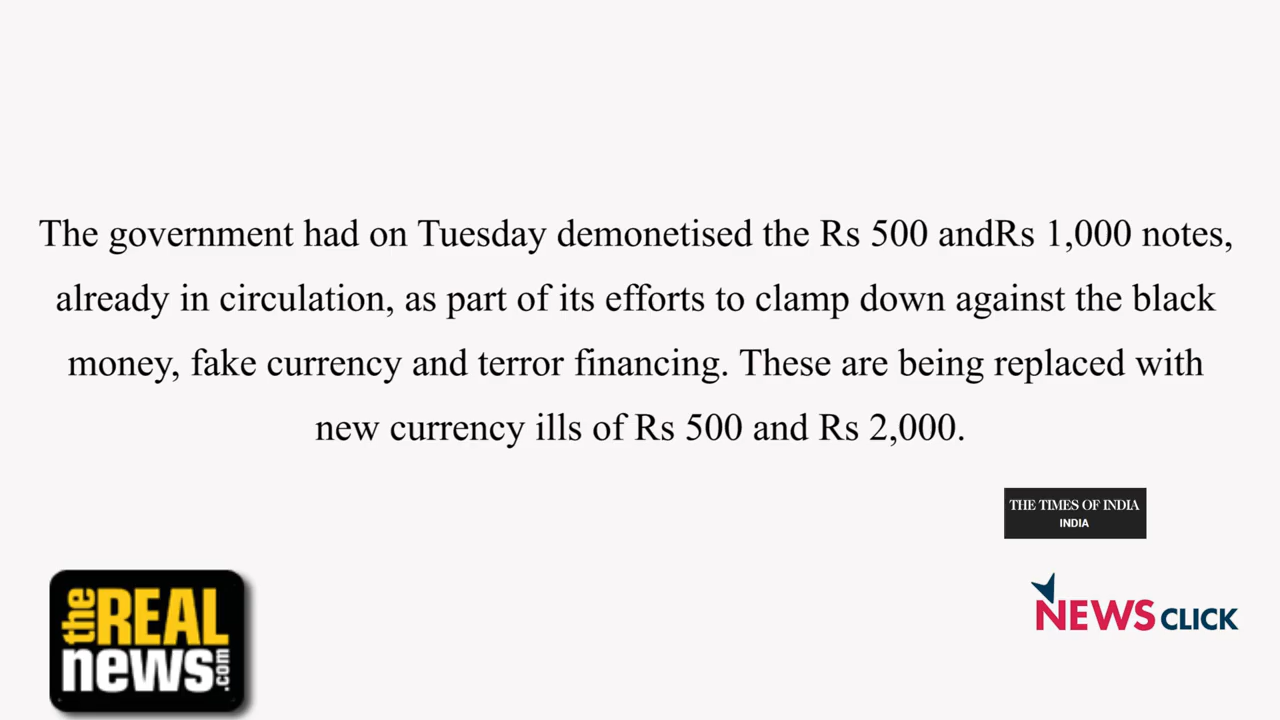 The government had on Tuesday demonetised the Rs 500 andRs 1,000 notes,
already in circulation, as part of its efforts to clamp down against the black
money, fake currency and terror financing. These are being replaced with
new currency ills of Rs 500 and Rs 2,000.
THE TIMES OF INDIA
INDIA
the REAL
news.com
NEWSCLICK